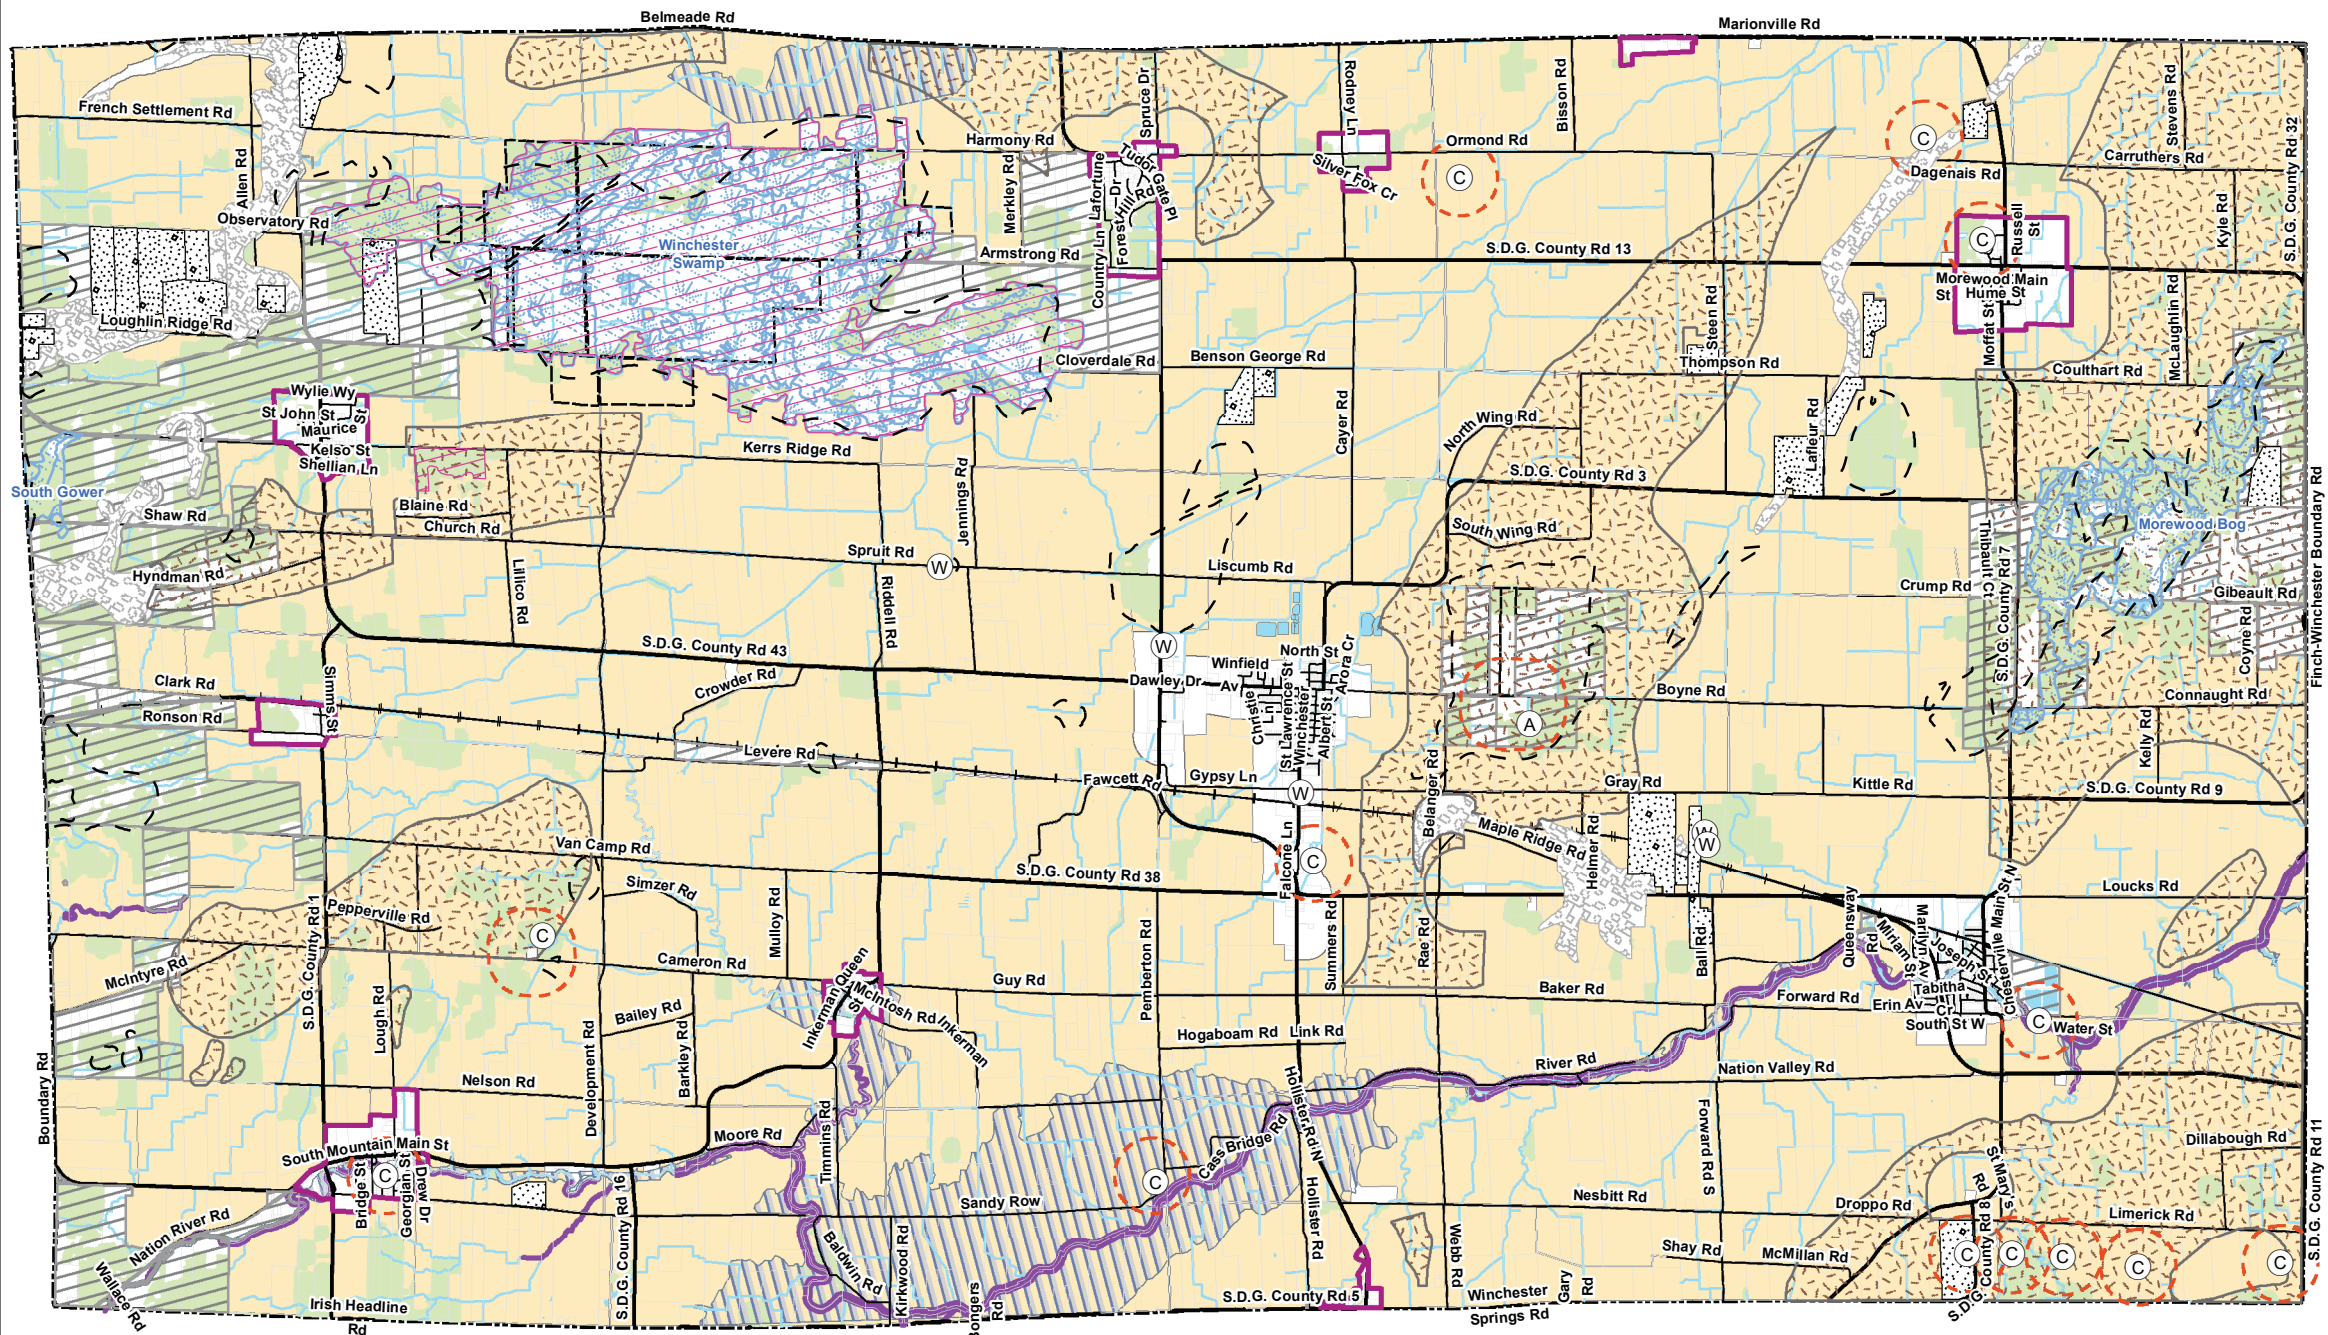 Belmeade Rd
Marionville Rd
French Settlement Rd
Allen Rd
Observatory Rd
Loughlin Ridge Rd
Harmony Rd
Merkley Rd
Spruce Dr
Tudor Gate Pl
Lafortune Dr
Forest Hill Rd
Country Ln
Armstrong Rd
Cloverdale Rd
Winchester
Swamp
Rodney Ln
Silver Fox Cr
Ormond Rd
C
Bisson Rd
S.D.G. County Rd 13
Benson George Rd
Cayer Rd
Steen Rd
Thompson Rd
C
Dagenais Rd
Stevens Rd
Carruthers Rd
S.D.G. County Rd 32
Kyle Rd
C
Russell
St
Morewood Main
St
Hume St
Moffat St
McLaughlin Rd
Coulthart Rd
Wylie Wy
St John St
St
Maurice
Kelso St
Shellian Ln
South Gower
Shaw Rd
Hyndman Rd
Blaine Rd
Church Rd
Kerrs Ridge Rd
Jennings Rd
Spruit Rd
W
Lillico Rd
Riddell Rd
Liscumb Rd
North Wing Rd
S.D.G. County Rd 3
South Wing Rd
Lafleur Rd
Crump Rd
Thibault Ct
S.D.G. County Rd 7
Morewood Bog
Gibeault Rd
Coyne Rd
Finch-Winchester Boundary Rd
Clark Rd
Ronson Rd
Simms St
S.D.G. County Rd 43
Crowder Rd
Levere Rd
W
Dawley Dr
Winfield
Av
Christie
Ln
North St
St Lawrence St
Winchester
Albert St
Arora Cr
Boyne Rd
A
Connaught Rd
Kelly Rd
Fawcett Rd
Gypsy Ln
W
Belanger Rd
Gray Rd
Kittle Rd
S.D.G. County Rd 9
Maple Ridge Rd
Helmer Rd
W
W
Van Camp Rd
Simzer Rd
S.D.G. County Rd 38
Falcone Ln
C
Pepperville Rd
C
McIntyre Rd
S.D.G. County Rd 1
Mulloy Rd
Cameron Rd
Pemberton Rd
Summers Rd
Rae Rd
Ball Rd
Queensway
Rd
Miriam St
Marilyn Av
Joseph St
Chesterville Main St N
Loucks Rd
Lough Rd
Bailey Rd
Barkley Rd
Development Rd
Inkerman
Queen
St
McIntosh Rd
Inkerman
Guy Rd
Baker Rd
Forward Rd
Tabitha
Cr
Erin Av
South St W
C
Water St
Hogaboam Rd
Link Rd
Boundary Rd
Nelson Rd
Hollister Rd N
River Rd
Nation Valley Rd
Forward Rd S
South Mountain Main St
C
Bridge St
Georgian St
Drew Dr
Moore Rd
Timmins Rd
C
Cass Bridge Rd
Dillabough Rd
S.D.G. County Rd 11
St Mary's
Rd
Nation River Rd
Wallace Rd
S.D.G. County Rd 16
Sandy Row
Baldwin Rd
Kirkwood Rd
Hollister Rd
Webb Rd
Nesbitt Rd
Shay Rd
McMillan Rd
Droppo Rd
Limerick Rd
S.D.G. County Rd 8
C
C
C
C
C
Irish Headline
Rd
Bongers
Rd
S.D.G. County Rd 5
Winchester
Springs Rd
Gary
Rd